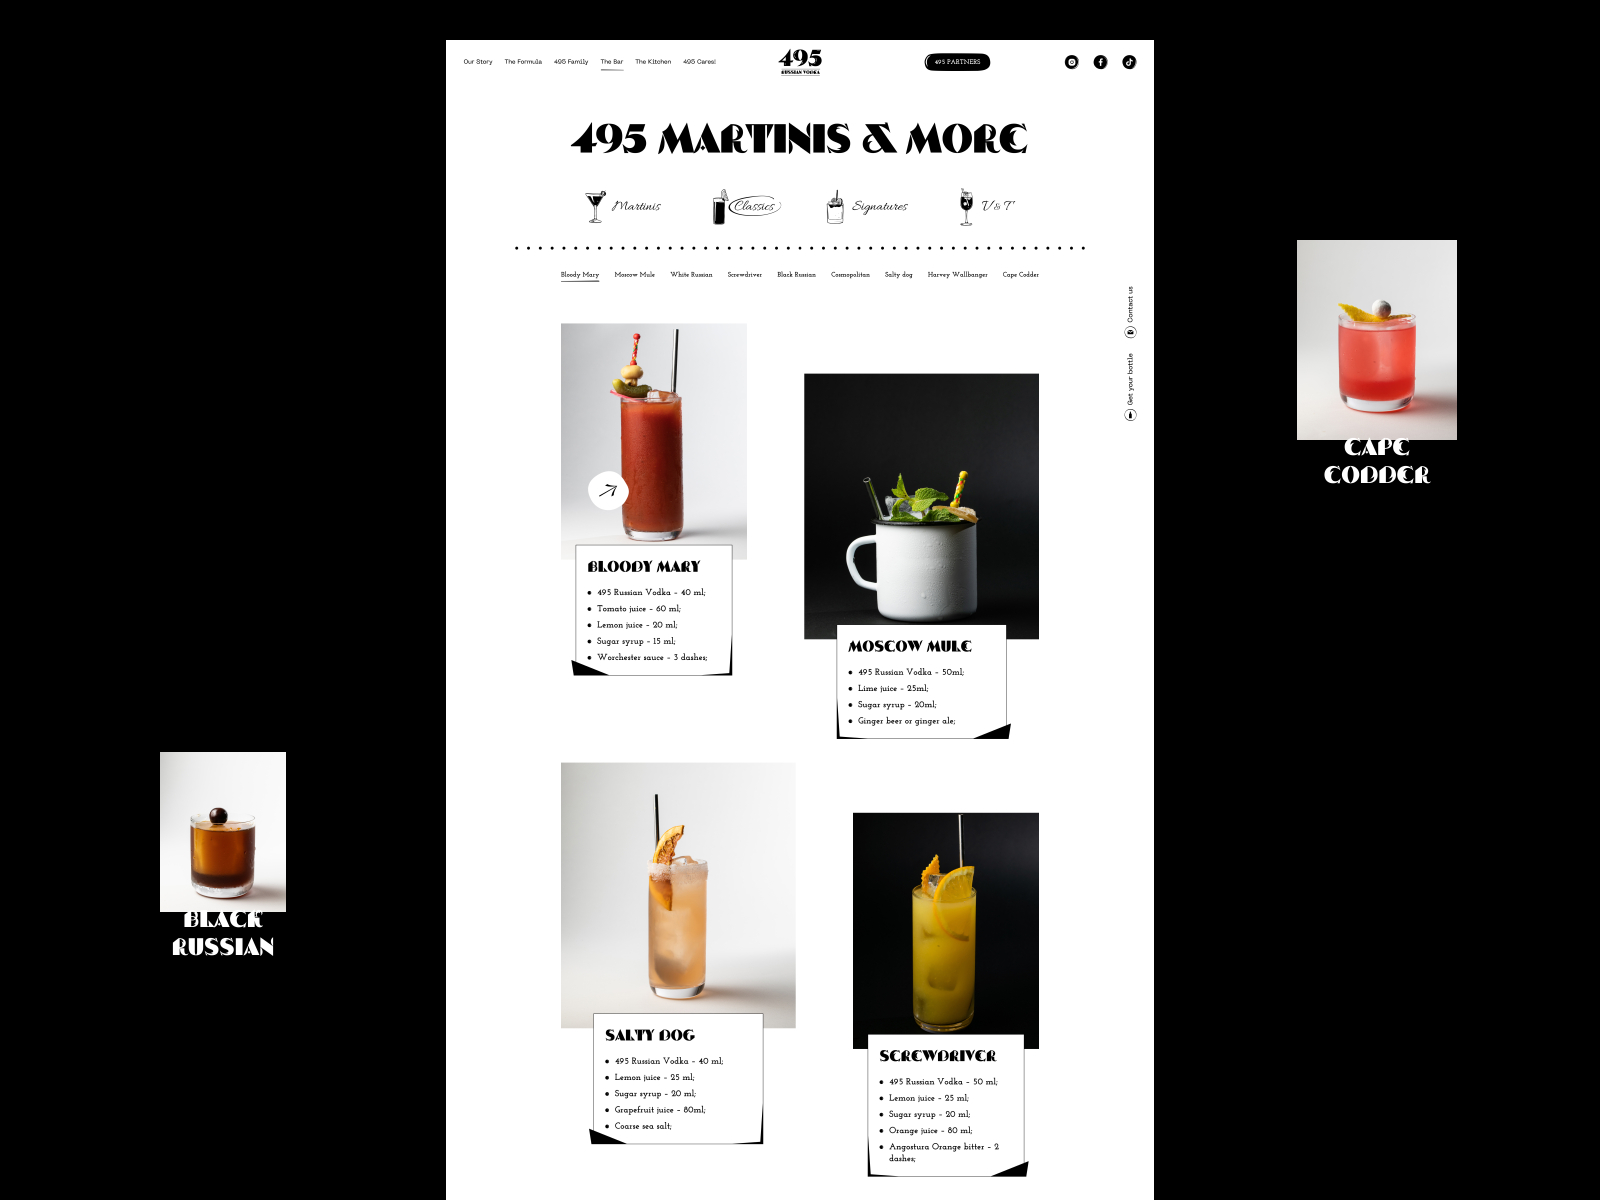 Our Story
The Formula
495 Family
The Bar
The Kitchen
495 Cares!
495
RUSSIAN VODKA
495 PARTNERS
495 MARTINIS & MORE
Martinis
Classics
Signatures
V & T
Bloody Mary
Moscow Mule
White Russian
Screwdriver
Black Russian
Cosmopolitan
Salty dog
Harvey Wallbanger
Cape Codder
Contact us
Get your bottle
BLOODY MARY
495 Russian Vodka – 40 ml;
Tomato juice – 60 ml;
Lemon juice – 20 ml;
Sugar syrup – 15 ml;
Worchester sauce – 3 dashes;
MOSCOW MULE
495 Russian Vodka – 50ml;
Lime juice – 25ml;
Sugar syrup – 20ml;
Ginger beer or ginger ale;
SALTY DOG
495 Russian Vodka – 40 ml;
Lemon juice – 25 ml;
Sugar syrup – 20 ml;
Grapefruit juice – 80ml;
Coarse sea salt;
SCREWDRIVER
495 Russian Vodka – 50 ml;
Lemon juice – 25 ml;
Sugar syrup – 20 ml;
Orange juice – 80 ml;
Angostura Orange bitter – 2
dashes;
CAPE
CODDER
BLACK
RUSSIAN